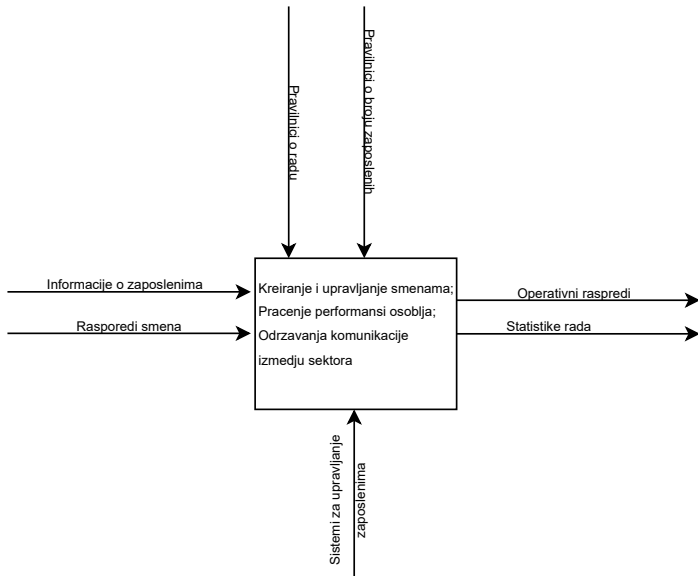 Pravilnici o radu
Pravilnici o broju zaposlenih
Informacije o zaposlenima
Rasporedi smena
Kreiranje i upravljanje smenama;
Pracenje performansi osoblja;
Odrzavanja komunikacije
izmedju sektora
Operativni raspredi
Statistike rada
Sistemi za upravljanje
zaposlenima